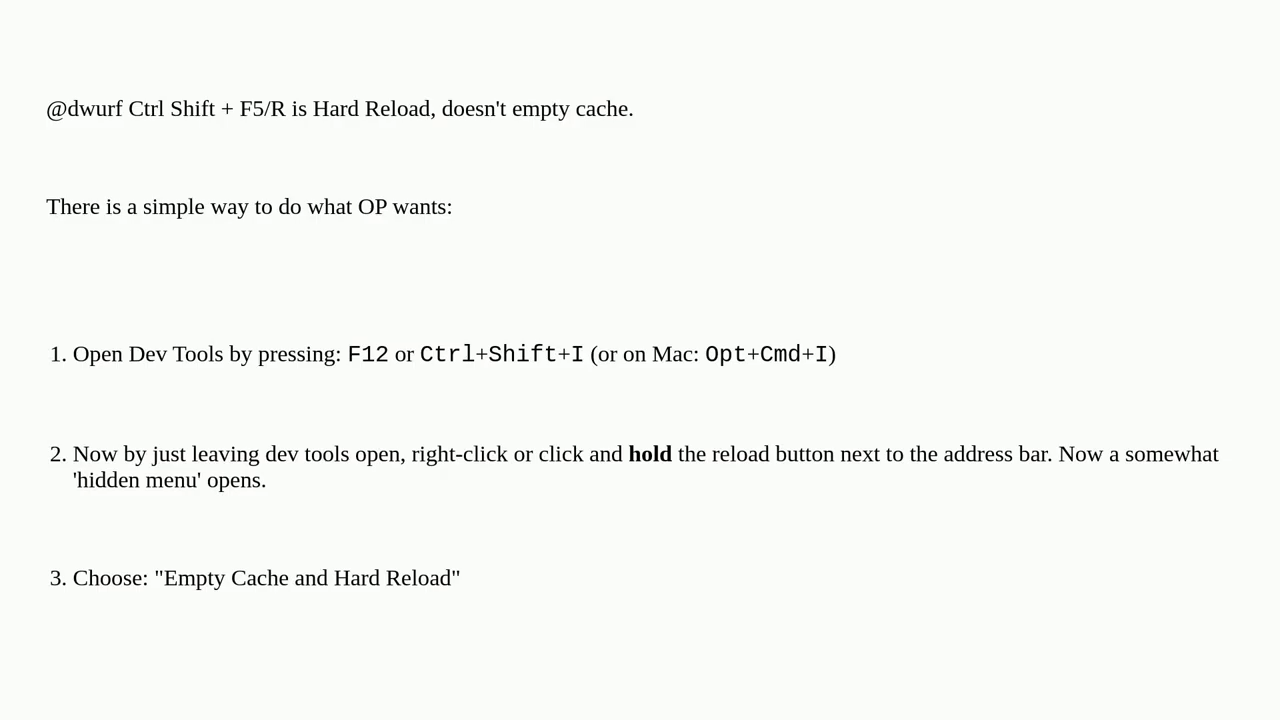 @dwurf Ctrl Shift + F5/R is Hard Reload, doesn't empty cache.
There is a simple way to do what OP wants:
1. Open Dev Tools by pressing: F12 or Ctrl+Shift+I (or on Mac: Opt+Cmd+I)
2. Now by just leaving dev tools open, right-click or click and hold the reload button next to the address bar. Now a somewhat
'hidden menu' opens.
3. Choose: "Empty Cache and Hard Reload"